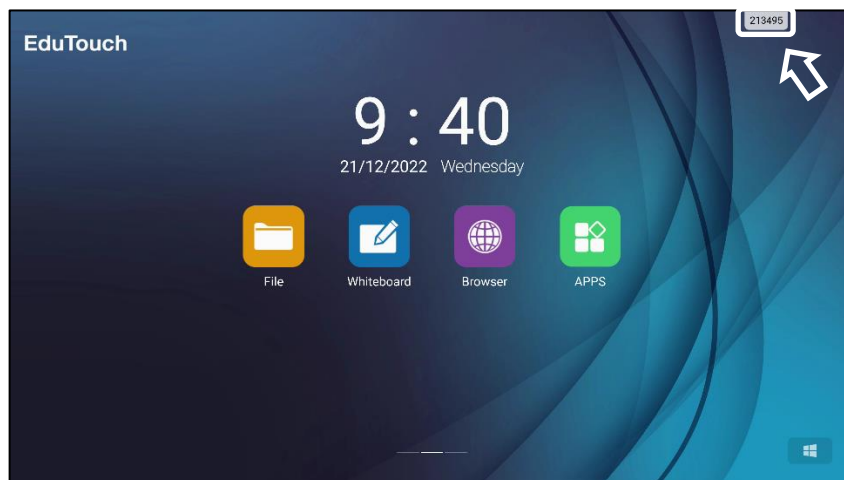 213495
EduTouch
9 : 40
21/12/2022 Wednesday
File Whiteboard Browser APPS